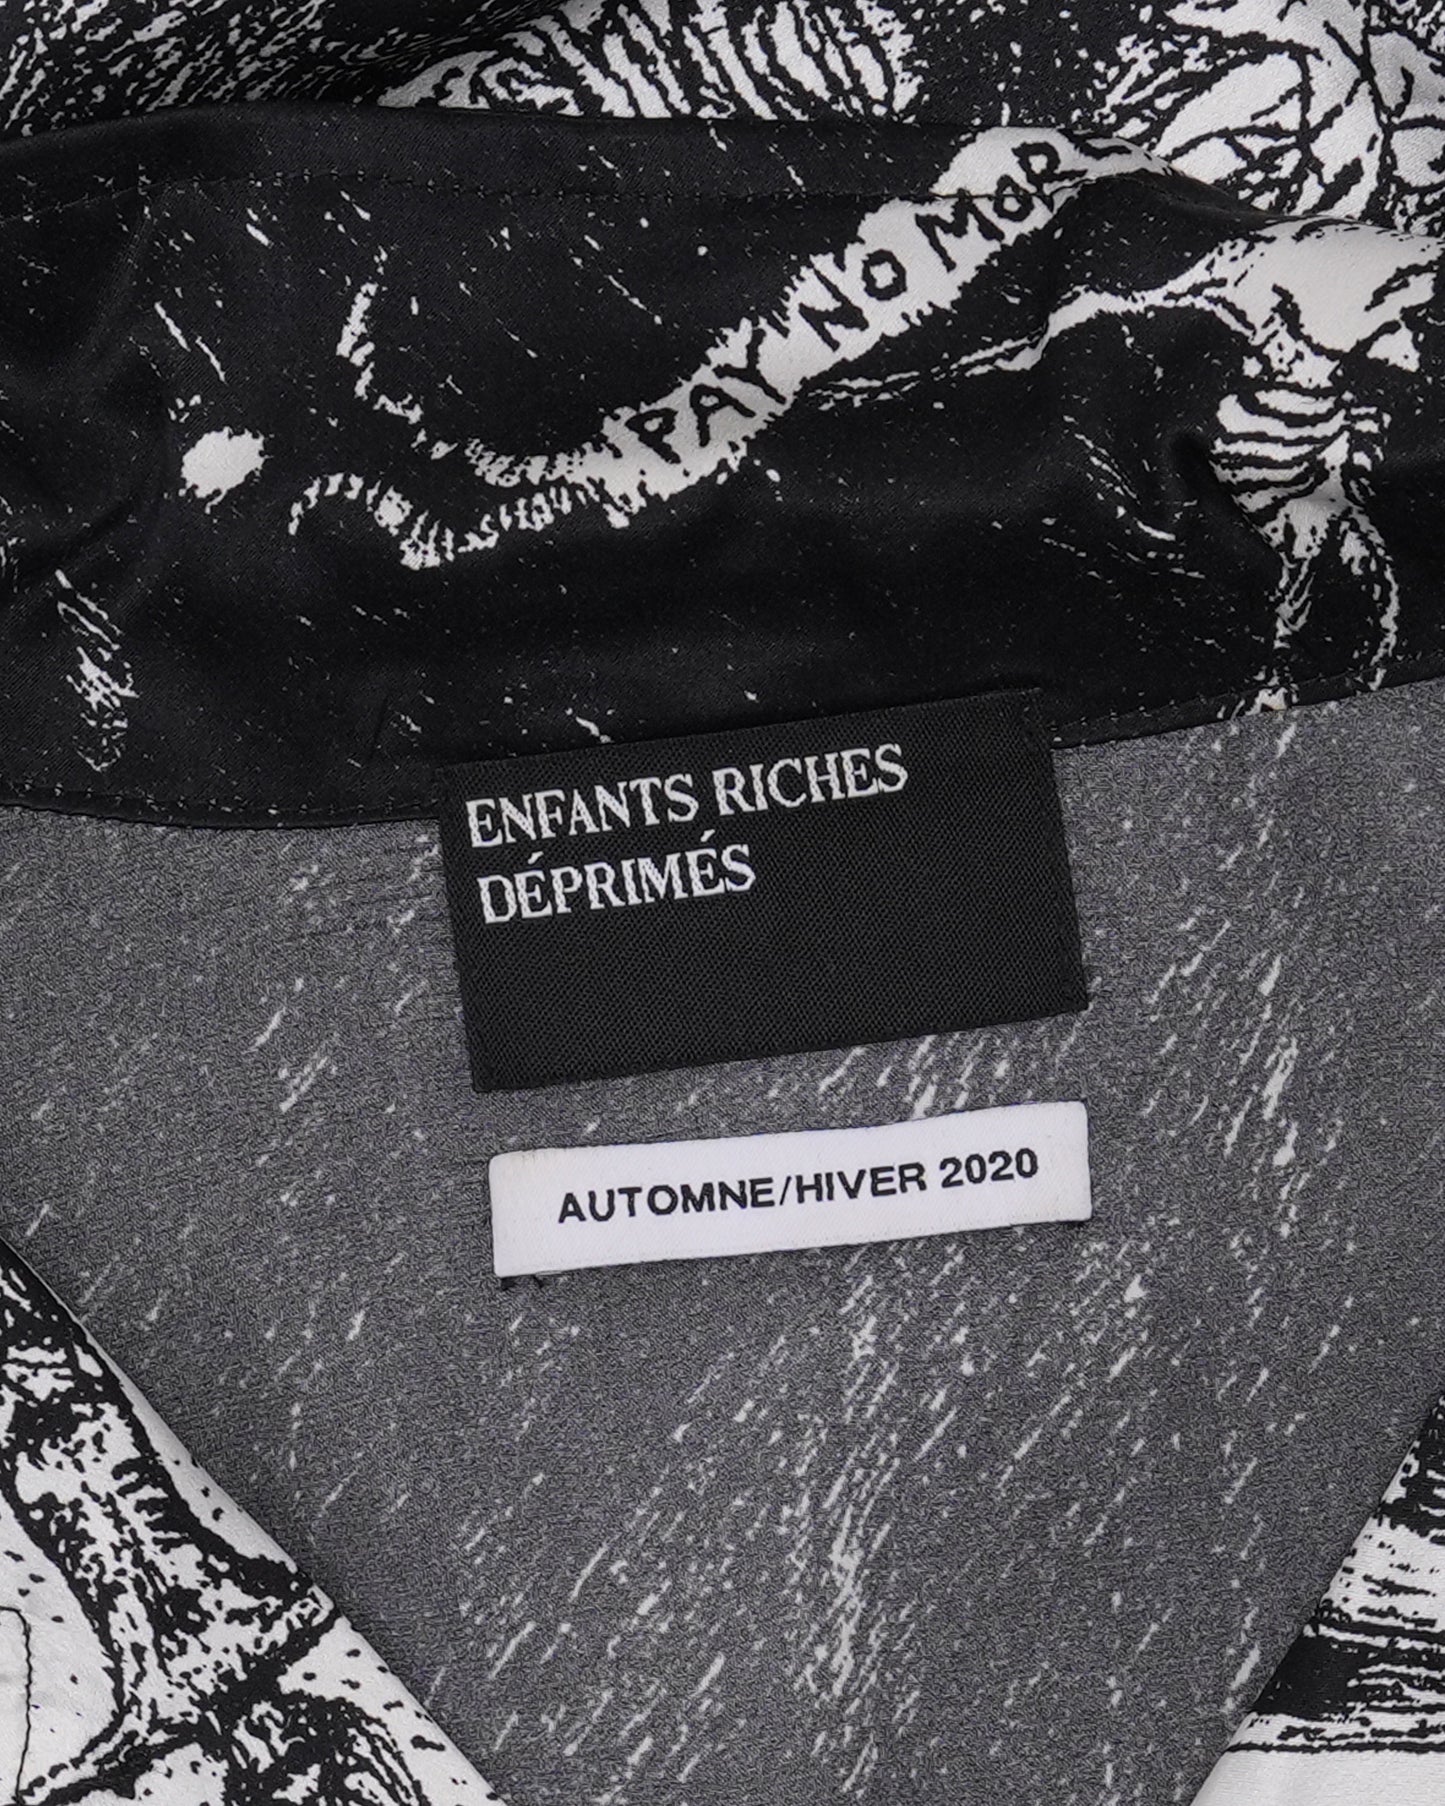 PAY NO MOR
ENFANTS RICHES
DÉPRIMÉS
AUTOMNE/HIVER 2020